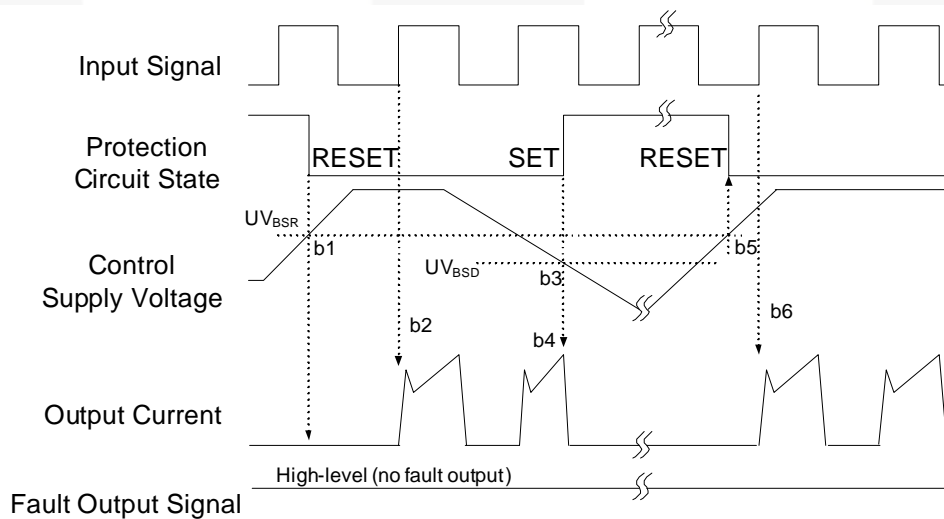 Input Signal
Protection
Circuit State
RESET
SET
RESET
UVBSR
b1
UVBSD
b3
b5
Control
Supply Voltage
b2
b4
b6
Output Current
High-level (no fault output)
Fault Output Signal